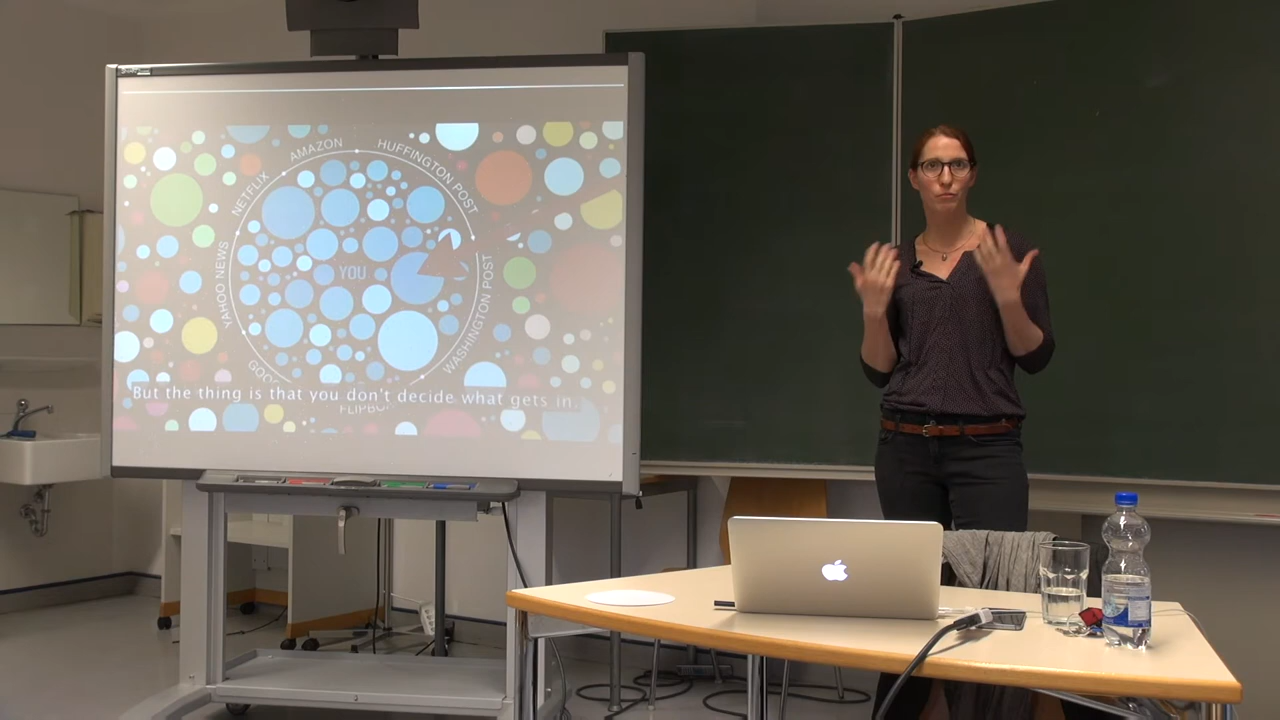 AMAZON
HUFFINGTON POST
NETFLIX
YAHOO NEWS
YOU
WASHINGTON POST
But the thing is that you don't decide what gets in.